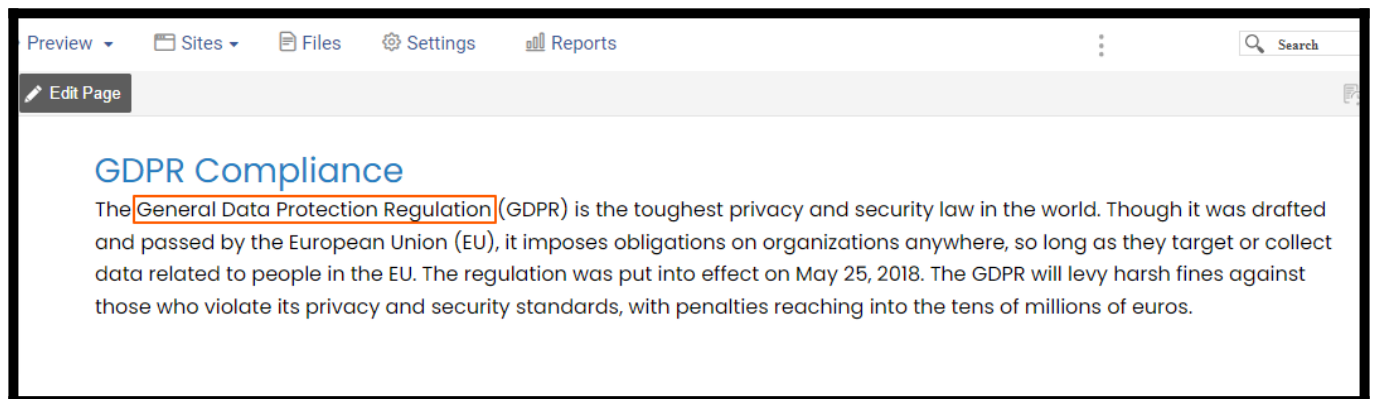 Preview Sites Files Settings Reports Search
Edit Page
GDPR Compliance
The General Data Protection Regulation (GDPR) is the toughest privacy and security law in the world. Though it was drafted
and passed by the European Union (EU), it imposes obligations on organizations anywhere, so long as they target or collect
data related to people in the EU. The regulation was put into effect on May 25, 2018. The GDPR will levy harsh fines against
those who violate its privacy and security standards, with penalties reaching into the tens of millions of euros.